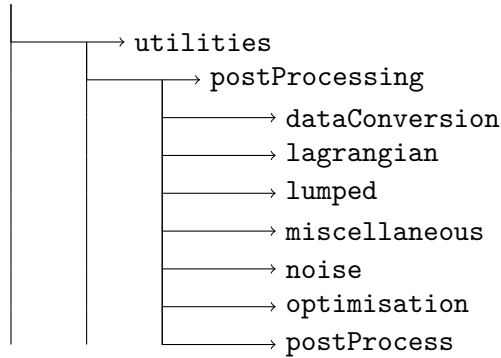 utilities
postProcessing
dataConversion
lagrangian
lumped
miscellaneous
noise
optimisation
postProcess